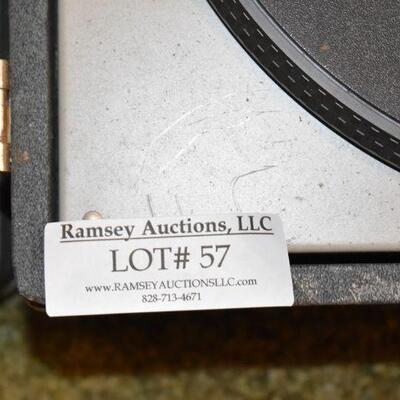 Ramsey Auctions, LLC
LOT# 57
www.RAMSEYAUCTIONSLLC.com
828-713-4671